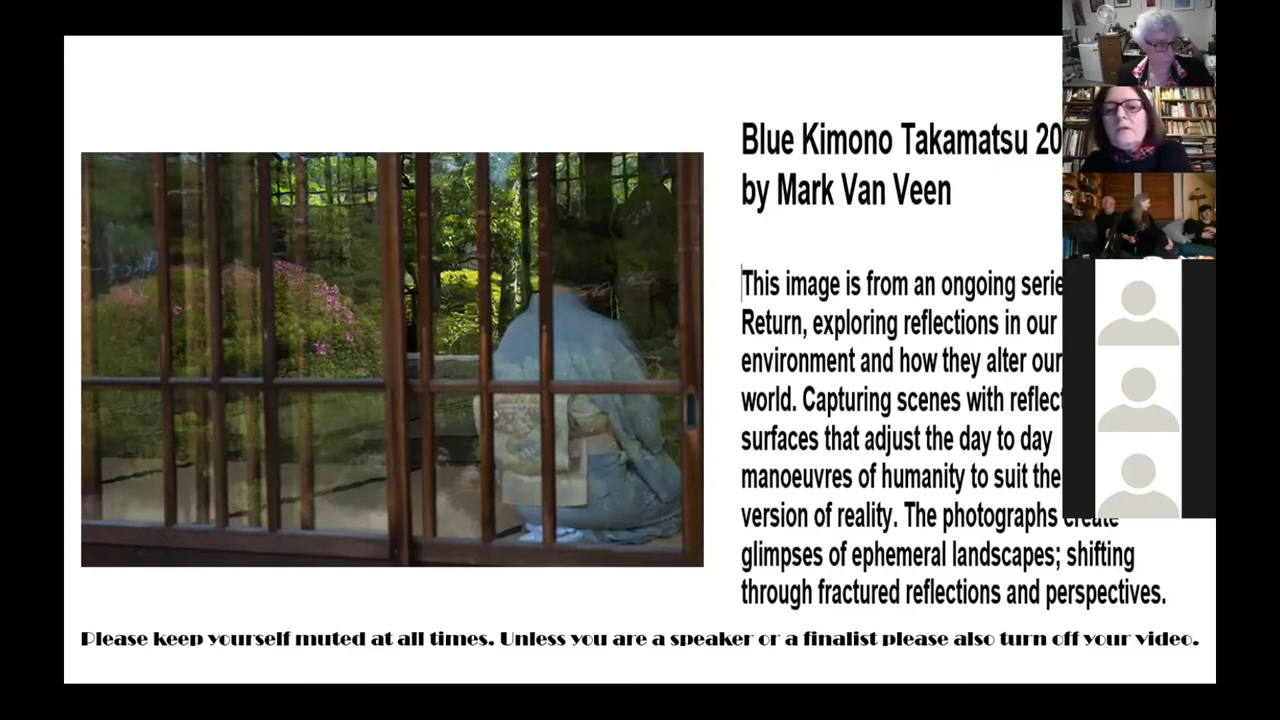 Blue Kimono Takamatsu 20
by Mark Van Veen
This image is from an ongoing serie
Return, exploring reflections in our
environment and how they alter our
world. Capturing scenes with reflect
surfaces that adjust the day to day
manoeuvres of humanity to suit the
version of reality. The photographs create
glimpses of ephemeral landscapes; shifting
through fractured reflections and perspectives.
Please keep yourself muted at all times. Unless you are a speaker or a finalist please also turn off your video.